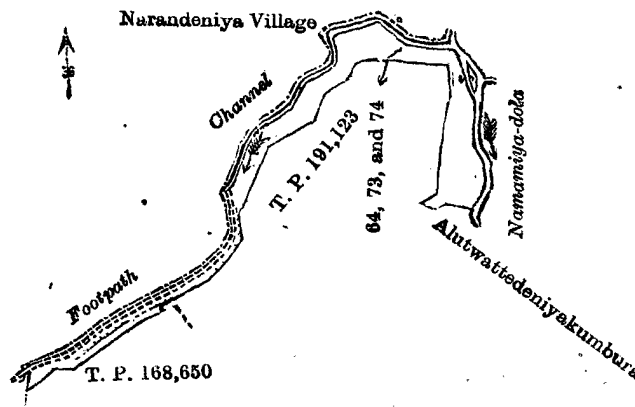 Narandeniya Village
Channel
Namamiya-dola
64, 73, and 74
T. P. 191,123
Alutwattedeniyakumbura
Footpath
T. P. 168,650